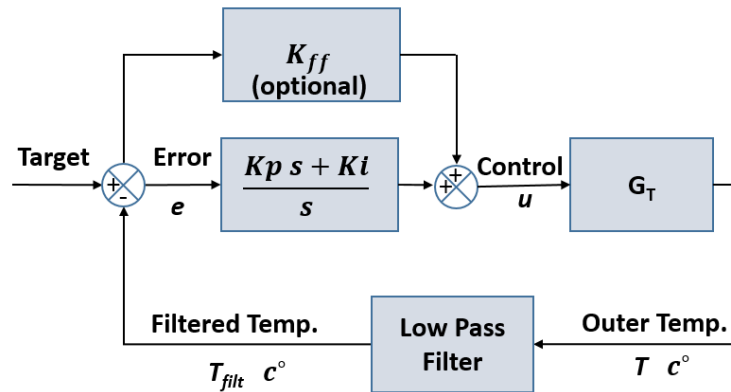 K_ff
(optional)
Target
Error
Kp s + Ki
s
Control
+
-
+
+
e
u
G_T
Filtered Temp.
Low Pass
Filter
Outer Temp.
T_filt c°
T c°